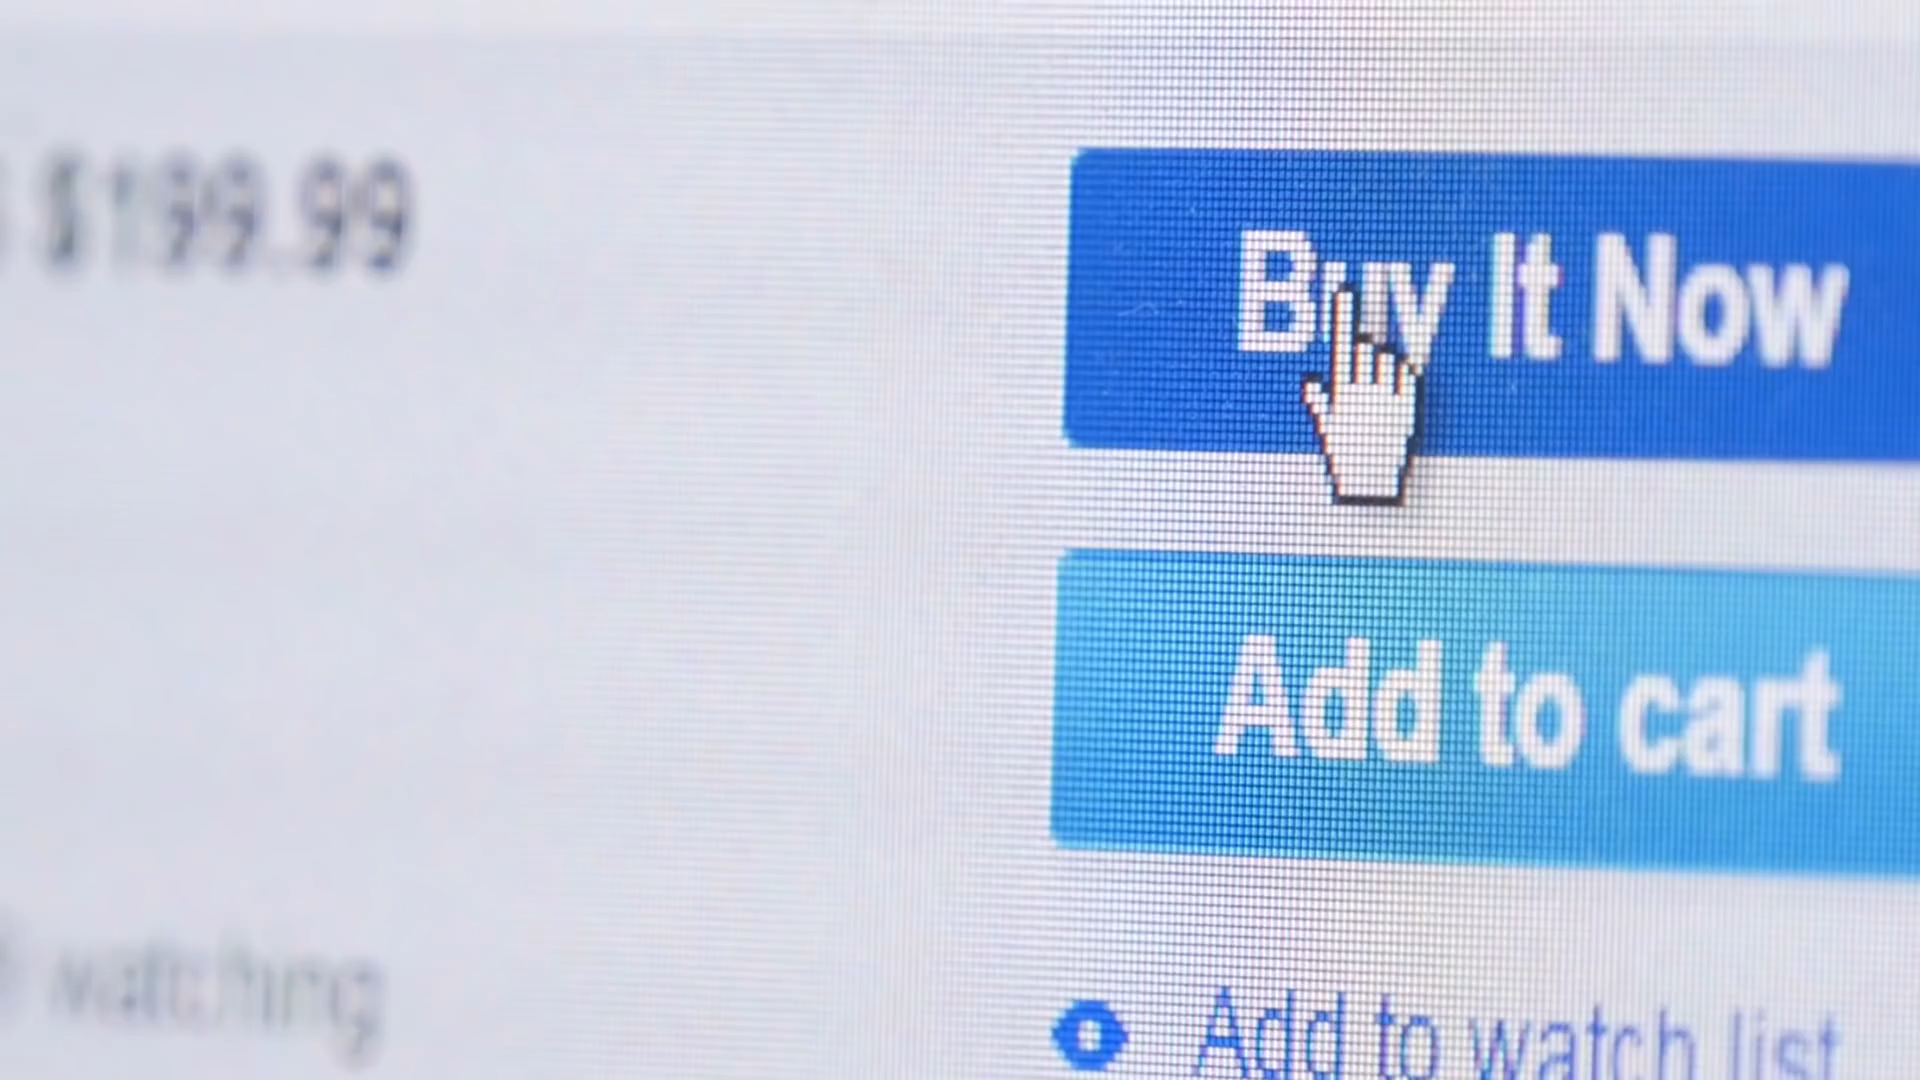 $199.99
Buy It Now
Add to cart
watching
Add to watch list